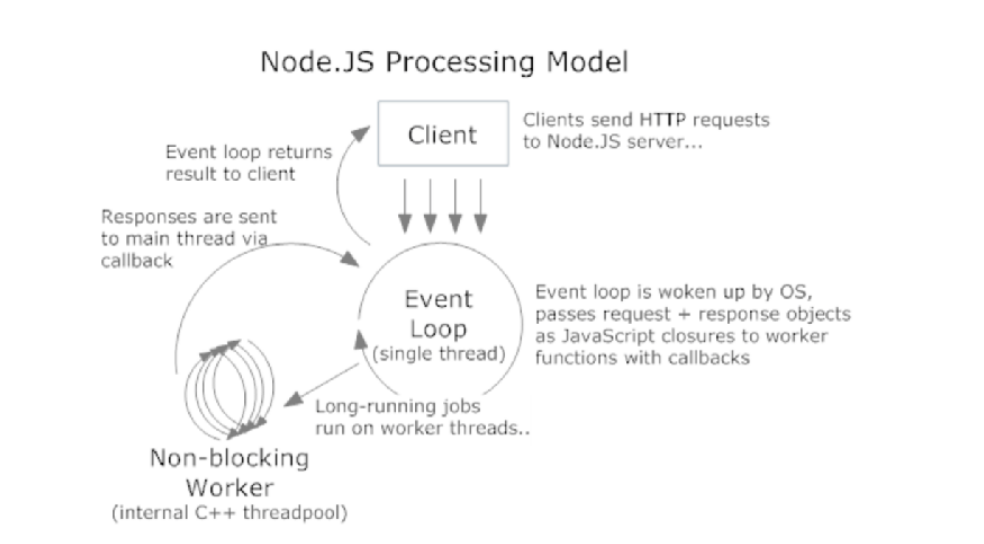 Node.JS Processing Model
Client
Clients send HTTP requests
to Node.JS server...
Event loop returns
result to client
Responses are sent
to main thread via
callback
Event
Loop
(single thread)
Event loop is woken up by OS,
passes request + response objects
as JavaScript closures to worker
functions with callbacks
Long-running jobs
run on worker threads..
Non-blocking
Worker
(internal C++ threadpool)